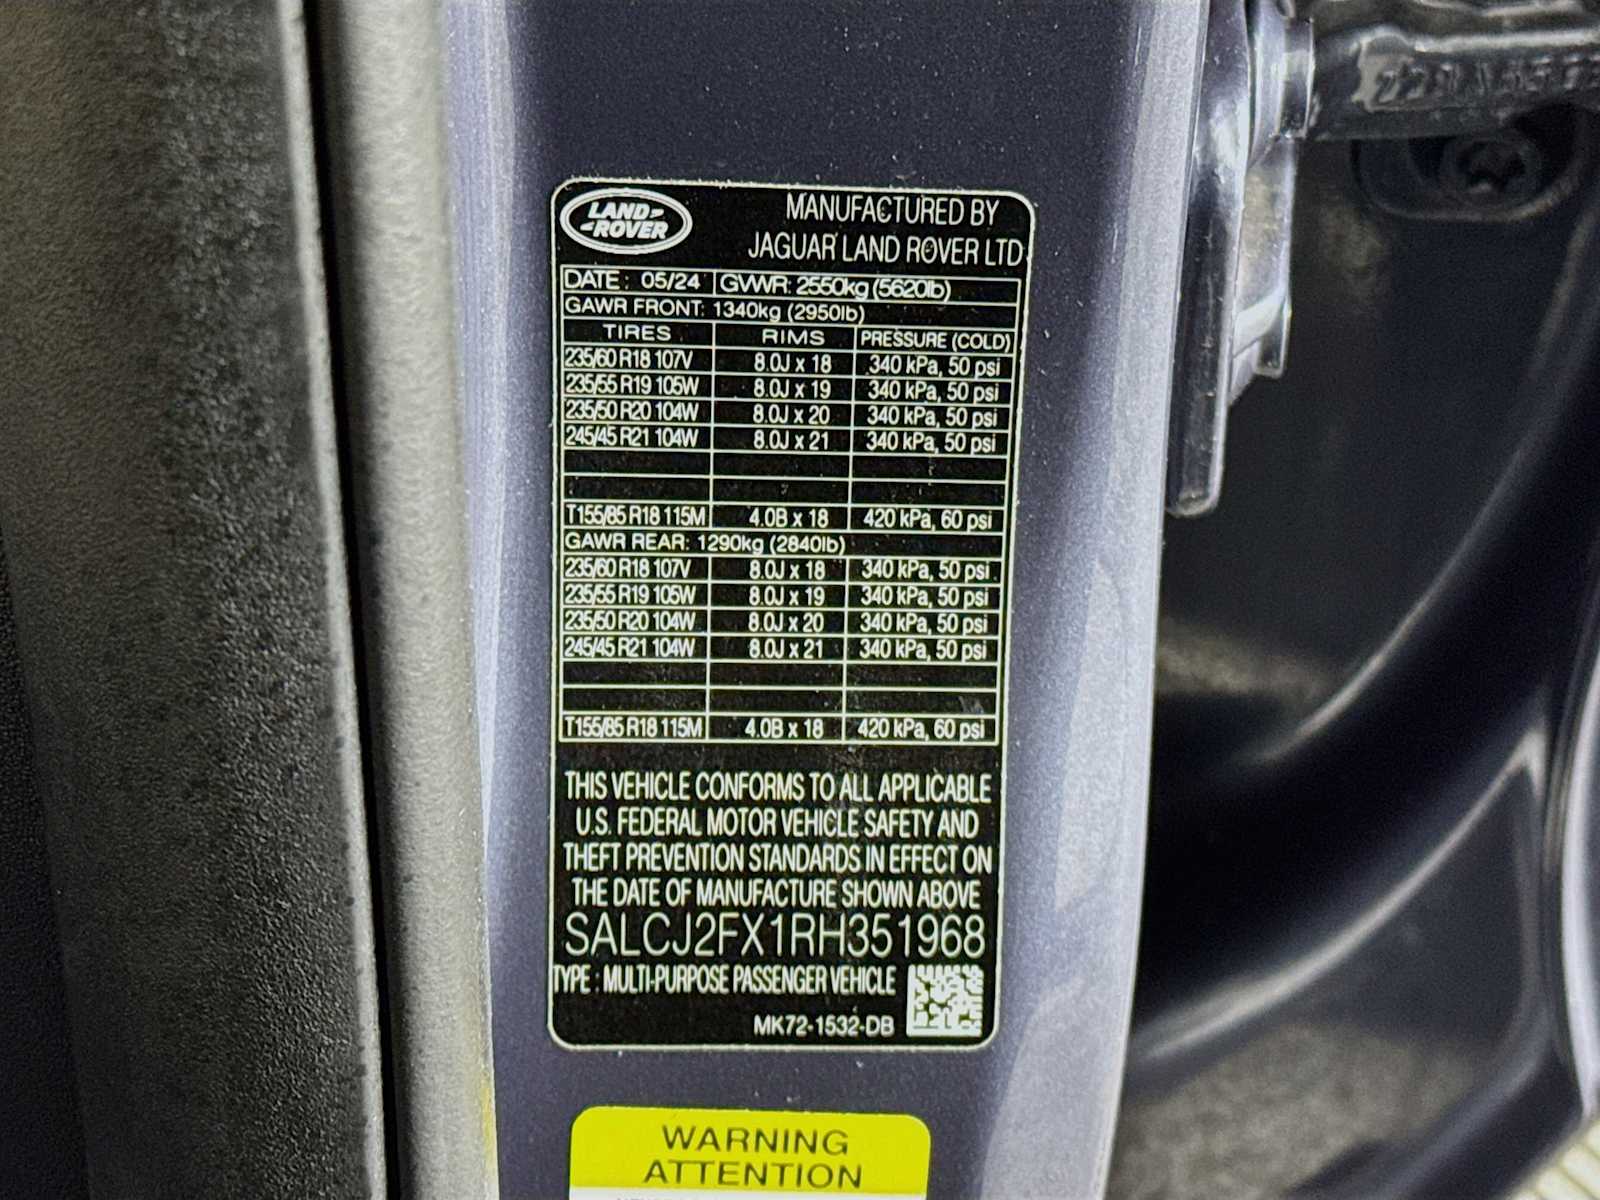 LAND ROVER
MANUFACTURED BY
JAGUAR LAND ROVER LTD
DATE: 05/24 GVWR: 2550kg (5620lb)
GAWR FRONT: 1340kg (2950lb)
TIRES RIMS PRESSURE (COLD)
235/60 R18 107V 8.0J x 18 340 kPa, 50 psi
235/55 R19 105W 8.0J x 19 340 kPa, 50 psi
235/50 R20 104W 8.0J x 20 340 kPa, 50 psi
245/45 R21 104W 8.0J x 21 340 kPa, 50 psi
T155/85 R18 115M 4.0B x 18 420 kPa, 60 psi
GAWR REAR: 1290kg (2840lb)
235/60 R18 107V 8.0J x 18 340 kPa, 50 psi
235/55 R19 105W 8.0J x 19 340 kPa, 50 psi
235/50 R20 104W 8.0J x 20 340 kPa, 50 psi
245/45 R21 104W 8.0J x 21 340 kPa, 50 psi
T155/85 R18 115M 4.0B x 18 420 kPa, 60 psi
THIS VEHICLE CONFORMS TO ALL APPLICABLE
U.S. FEDERAL MOTOR VEHICLE SAFETY AND
THEFT PREVENTION STANDARDS IN EFFECT ON
THE DATE OF MANUFACTURE SHOWN ABOVE
SALCJ2FX1RH351968
TYPE : MULTI-PURPOSE PASSENGER VEHICLE
MK72-1532-DB
WARNING
ATTENTION